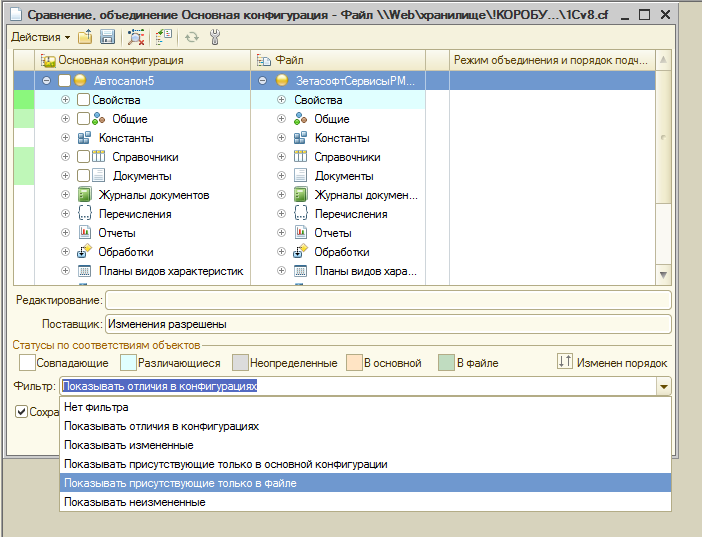 Сравнение, объединение Основная конфигурация - Файл \\Web\хранилище\!КОРОБУ...\1Cv8.cf
Действия
Основная конфигурация Файл Режим объединения и порядок подч...
Автосалон5 ЗетасофтСервисыРМ...
Свойства Свойства
Общие Общие
Константы Константы
Справочники Справочники
Документы Документы
Журналы документов Журналы докумен...
Перечисления Перечисления
Отчеты Отчеты
Обработки Обработки
Планы видов характеристик Планы видов хара...
Редактирование:
Поставщик: Изменения разрешены
Статусы по соответствиям объектов
Совпадающие Различающиеся Неопределенные В основной В файле Изменен порядок
Фильтр: Показывать отличия в конфигурациях
Сохра
Нет фильтра
Показывать отличия в конфигурациях
Показывать измененные
Показывать присутствующие только в основной конфигурации
Показывать присутствующие только в файле
Показывать неизмененные